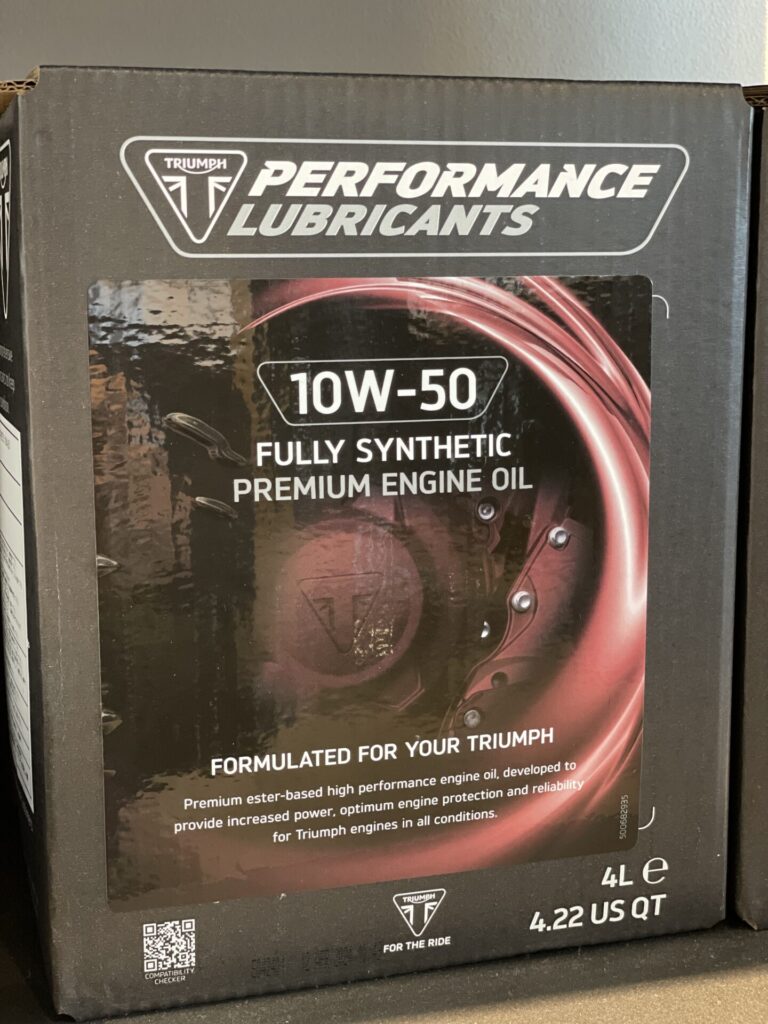 TRIUMPH
PERFORMANCE
LUBRICANTS
10W-50
FULLY SYNTHETIC
PREMIUM ENGINE OIL
FORMULATED FOR YOUR TRIUMPH
Premium ester-based high performance engine oil, developed to
provide increased power, optimum engine protection and reliability
for Triumph engines in all conditions.
500682935
4L e
4.22 US QT
TRIUMPH
FOR THE RIDE
COMPATIBILITY
CHECKER